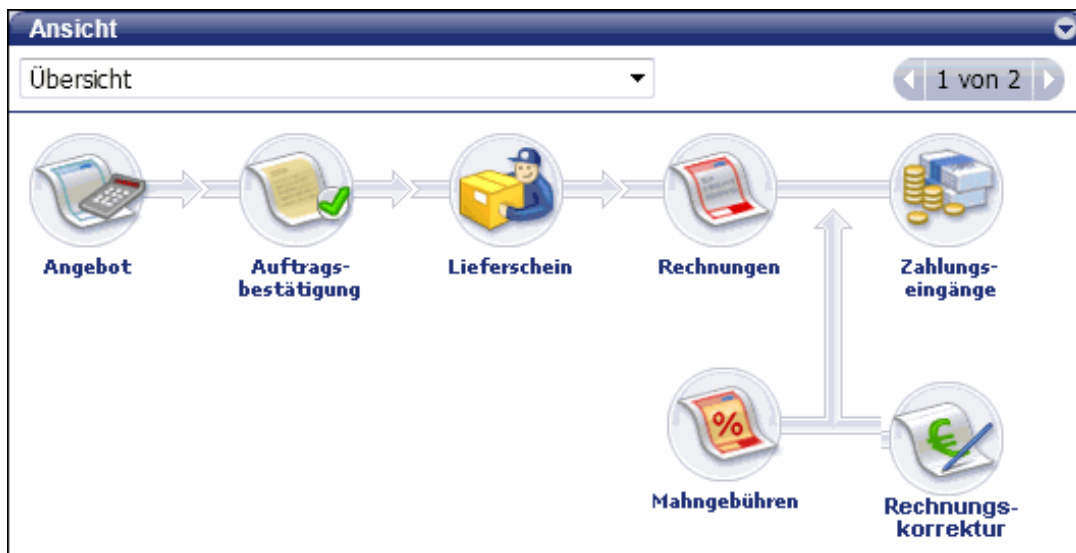 Ansicht
Übersicht
1 von 2
Angebot
Auftrags-
bestätigung
Lieferschein
Rechnungen
Zahlungs-
eingänge
%
€
Mahngebühren
Rechnungs-
korrektur